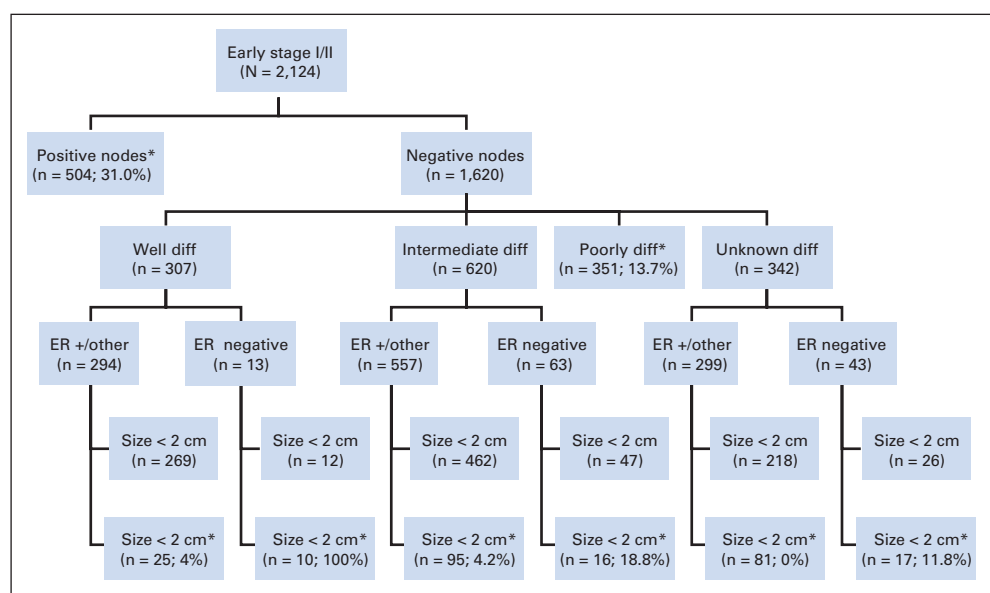 Early stage I/II
(N = 2,124)
Positive nodes*
(n = 504; 31.0%)
Negative nodes
(n = 1,620)
Well diff
(n = 307)
Intermediate diff
(n = 620)
Poorly diff*
(n = 351; 13.7%)
Unknown diff
(n = 342)
ER +/other
(n = 294)
ER negative
(n = 13)
ER +/other
(n = 557)
ER negative
(n = 63)
ER +/other
(n = 299)
ER negative
(n = 43)
Size < 2 cm
(n = 269)
Size < 2 cm
(n = 12)
Size < 2 cm
(n = 462)
Size < 2 cm
(n = 47)
Size < 2 cm
(n = 218)
Size < 2 cm
(n = 26)
Size < 2 cm*
(n = 25; 4%)
Size < 2 cm*
(n = 10; 100%)
Size < 2 cm*
(n = 95; 4.2%)
Size < 2 cm*
(n = 16; 18.8%)
Size < 2 cm*
(n = 81; 0%)
Size < 2 cm*
(n = 17; 11.8%)